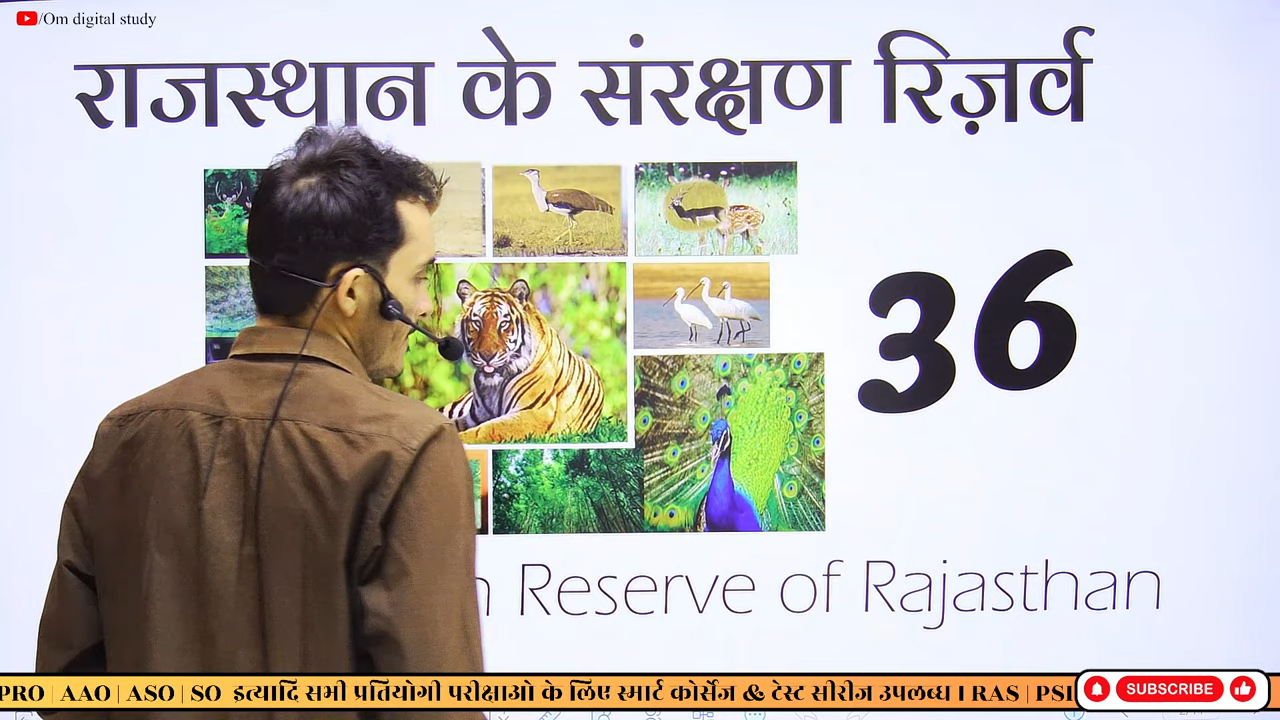 /Om digital study
राजस्थान के संरक्षण रिज़र्व
36
Reserve of Rajasthan
PRO | AAO | ASO | SO इत्यादि सभी प्रतियोगी परीक्षाओ के लिए स्मार्ट कोर्सेज & टेस्ट सीरीज उपलब्ध । RAS | PSI
SUBSCRIBE